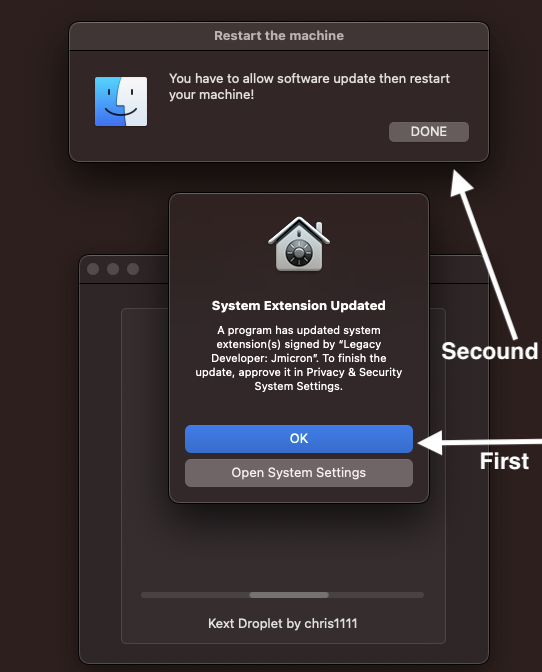 Restart the machine
You have to allow software update then restart
your machine!
DONE
System Extension Updated
A program has updated system
extension(s) signed by “Legacy
Developer: Jmicron”. To finish the
update, approve it in Privacy & Security
System Settings.
Secound
OK
First
Open System Settings
Kext Droplet by chris1111